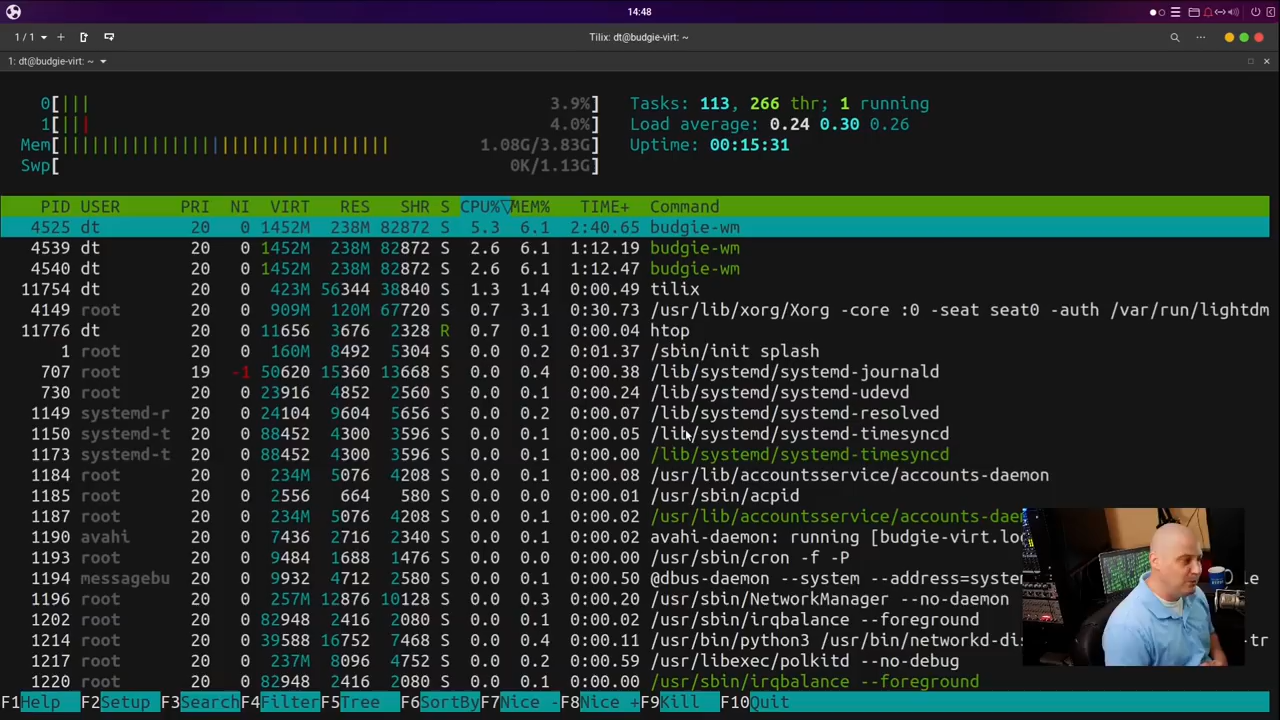 14:48
1 / 1
Tilix: dt@budgie-virt: ~
1: dt@budgie-virt: ~
0[||| 3.9%]
1[||| 4.0%]
Mem[||||||||||||||||||||||||||||||||| 1.08G/3.83G]
Swp[ 0K/1.13G]
Tasks: 113, 266 thr; 1 running
Load average: 0.24 0.30 0.26
Uptime: 00:15:31
PID USER PRI NI VIRT RES SHR S CPU%▽MEM% TIME+ Command
4525 dt 20 0 1452M 238M 82872 S 5.3 6.1 2:40.65 budgie-wm
4539 dt 20 0 1452M 238M 82872 S 2.6 6.1 1:12.19 budgie-wm
4540 dt 20 0 1452M 238M 82872 S 2.6 6.1 1:12.47 budgie-wm
11754 dt 20 0 423M 56344 38840 S 1.3 1.4 0:00.49 tilix
4149 root 20 0 909M 120M 67720 S 0.7 3.1 0:30.73 /usr/lib/xorg/Xorg -core :0 -seat seat0 -auth /var/run/lightdm
11776 dt 20 0 11656 3676 2328 R 0.7 0.1 0:00.04 htop
1 root 20 0 160M 8492 5304 S 0.0 0.2 0:01.37 /sbin/init splash
707 root 19 -1 50620 15360 13668 S 0.0 0.4 0:00.38 /lib/systemd/systemd-journald
730 root 20 0 23916 4852 2560 S 0.0 0.1 0:00.24 /lib/systemd/systemd-udevd
1149 systemd-r 20 0 24104 9604 5656 S 0.0 0.2 0:00.07 /lib/systemd/systemd-resolved
1150 systemd-t 20 0 88452 4300 3596 S 0.0 0.1 0:00.05 /lib/systemd/systemd-timesyncd
1173 systemd-t 20 0 88452 4300 3596 S 0.0 0.1 0:00.00 /lib/systemd/systemd-timesyncd
1184 root 20 0 234M 5076 4208 S 0.0 0.1 0:00.08 /usr/lib/accountsservice/accounts-daemon
1185 root 20 0 2556 664 580 S 0.0 0.0 0:00.01 /usr/sbin/acpid
1187 root 20 0 234M 5076 4208 S 0.0 0.1 0:00.02 /usr/lib/accountsservice/accounts-dae
1190 avahi 20 0 7436 2716 2340 S 0.0 0.1 0:00.02 avahi-daemon: running [budgie-virt.loc
1193 root 20 0 9484 1688 1476 S 0.0 0.0 0:00.00 /usr/sbin/cron -f -P
1194 messagebu 20 0 9932 4712 2716 S 0.0 0.1 0:00.50 @dbus-daemon --system --address=system le
1196 root 20 0 257M 12876 10128 S 0.0 0.3 0:00.20 /usr/sbin/NetworkManager --no-daemon
1202 root 20 0 82948 2416 2080 S 0.0 0.1 0:00.03 /usr/sbin/irqbalance --foreground
1214 root 20 0 39588 16752 7468 S 0.0 0.4 0:00.11 /usr/bin/python3 /usr/bin/networkd-dis -tr
1217 root 20 0 237M 8096 4752 S 0.0 0.2 0:00.59 /usr/libexec/polkitd --no-debug
1220 root 20 0 82948 2416 2080 S 0.0 0.1 0:00.00 /usr/sbin/irqbalance --foreground
F1Help F2Setup F3SearchF4FilterF5Tree F6SortByF7Nice -F8Nice +F9Kill F10Quit